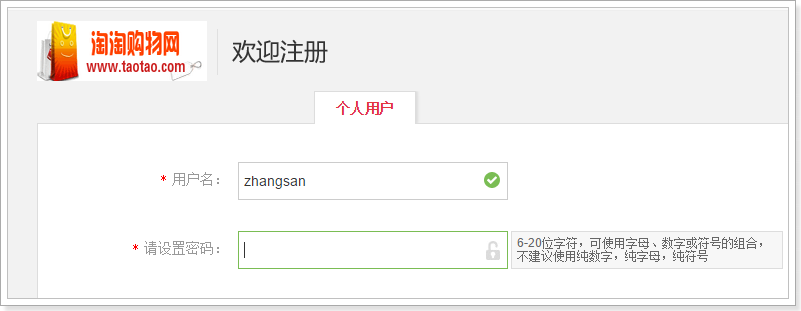 淘淘购物网
www.taotao.com
欢迎注册
个人用户
* 用户名：
zhangsan
* 请设置密码：
6-20位字符，可使用字母、数字或符号的组合，
不建议使用纯数字，纯字母，纯符号